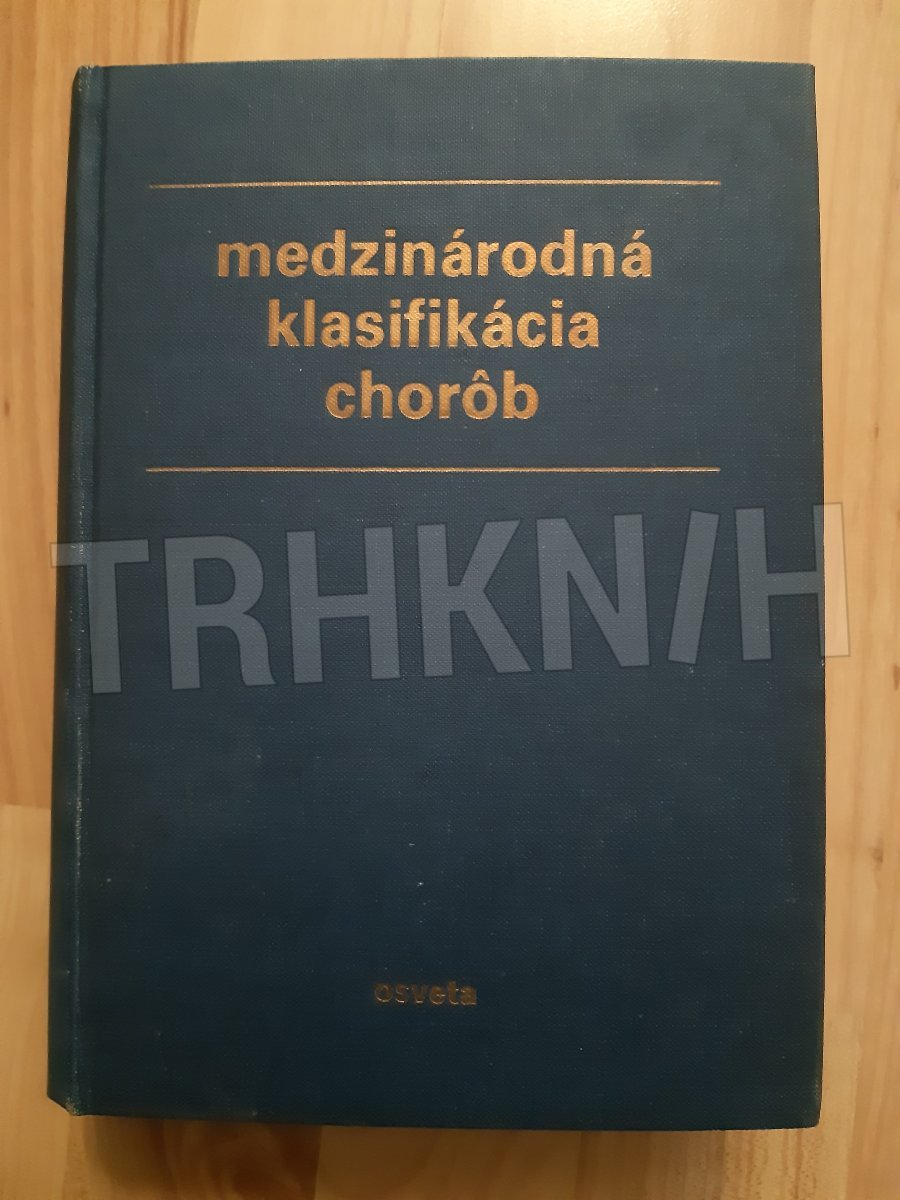 medzinárodná
klasifikácia
chorôb
TRHKNIH
osveta